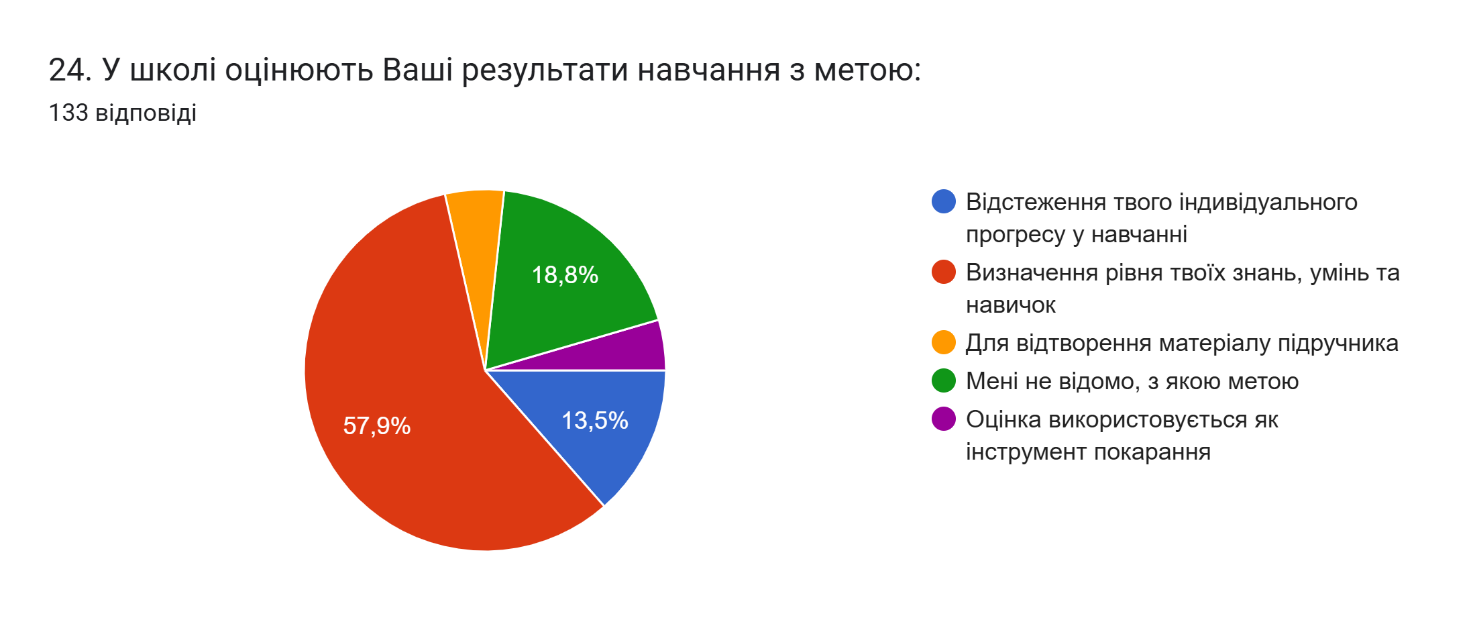 24. У школі оцінюють Ваші результати навчання з метою:
133 відповіді
18,8%
13,5%
57,9%
Відстеження твого індивідуального
прогресу у навчанні
Визначення рівня твоїх знань, умінь та
навичок
Для відтворення матеріалу підручника
Мені не відомо, з якою метою
Оцінка використовується як
інструмент покарання